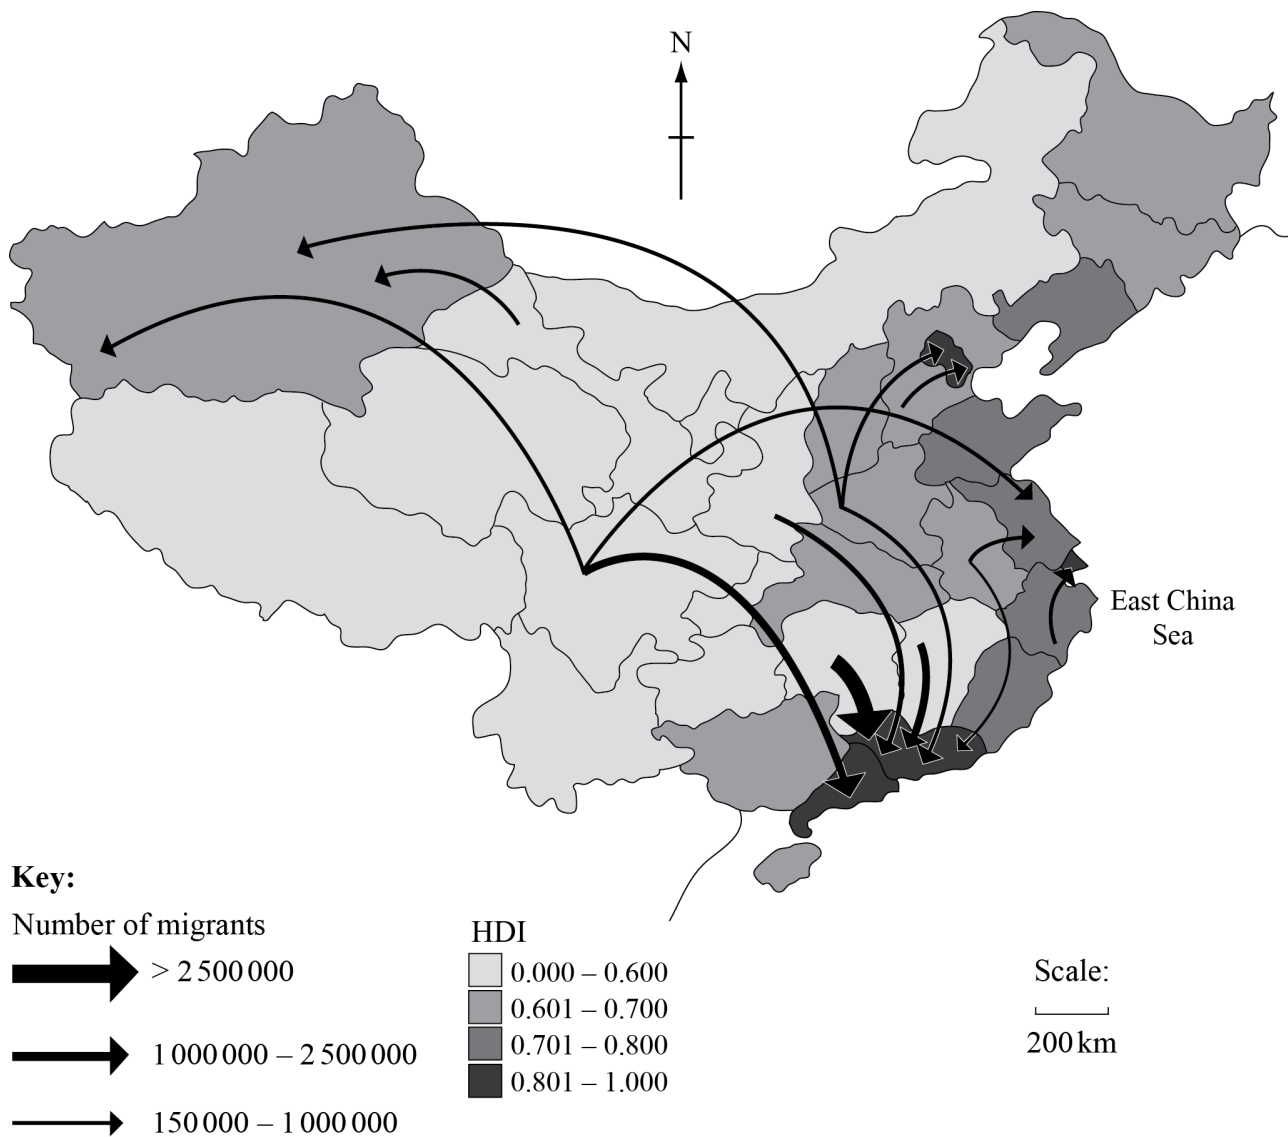 N
East China
Sea
Key:
Number of migrants
> 2 500 000
1 000 000 – 2 500 000
150 000 – 1 000 000
HDI
0.000 – 0.600
0.601 – 0.700
0.701 – 0.800
0.801 – 1.000
Scale:
200 km